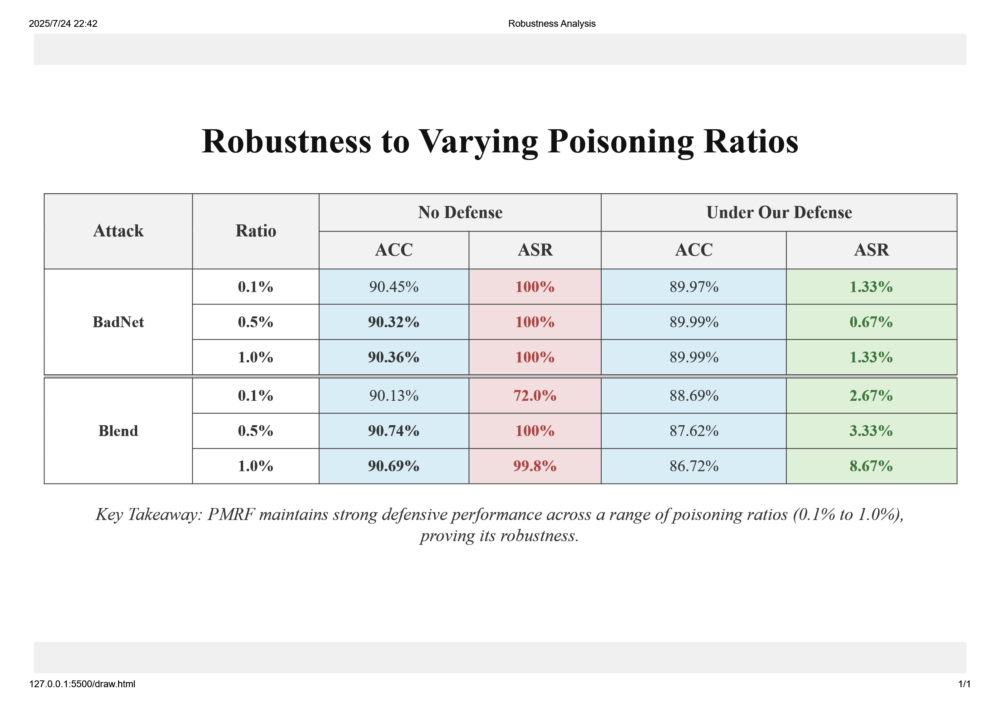 2025/7/24 22:42 Robustness Analysis
Robustness to Varying Poisoning Ratios
Attack Ratio No Defense Under Our Defense
ACC ASR ACC ASR
BadNet 0.1% 90.45% 100% 89.97% 1.33%
0.5% 90.32% 100% 89.99% 0.67%
1.0% 90.36% 100% 89.99% 1.33%
Blend 0.1% 90.13% 72.0% 88.69% 2.67%
0.5% 90.74% 100% 87.62% 3.33%
1.0% 90.69% 99.8% 86.72% 8.67%
Key Takeaway: PMRF maintains strong defensive performance across a range of poisoning ratios (0.1% to 1.0%),
proving its robustness.
127.0.0.1:5500/draw.html 1/1